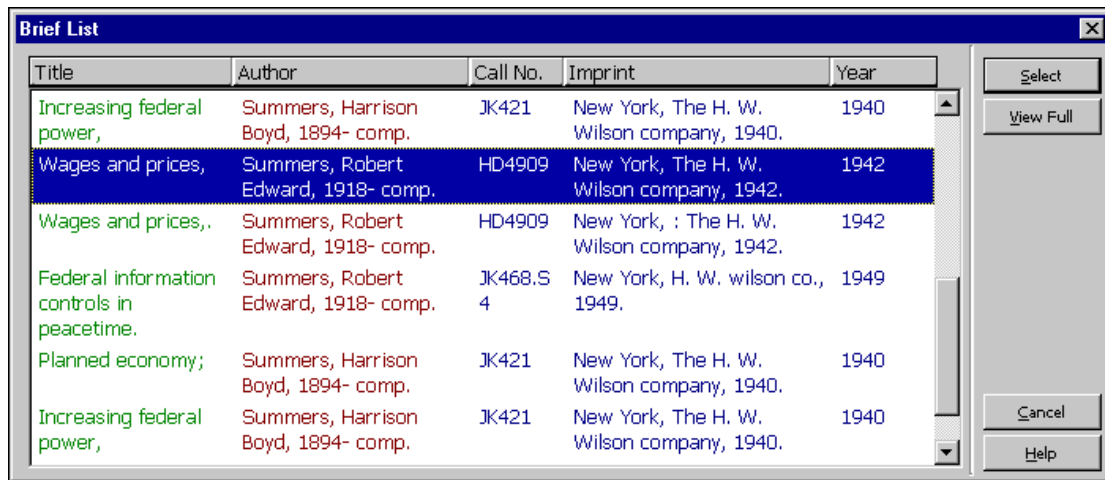 Brief List
Title Author Call No. Imprint Year
Increasing federal Summers, Harrison JK421 New York, The H. W. 1940
power, Boyd, 1894- comp. Wilson company, 1940.
Wages and prices, Summers, Robert HD4909 New York, The H. W. 1942
Edward, 1918- comp. Wilson company, 1942.
Wages and prices,. Summers, Robert HD4909 New York, : The H. W. 1942
Edward, 1918- comp. Wilson company, 1942.
Federal information Summers, Robert JK468.S New York, H. W. wilson co., 1949
controls in Edward, 1918- comp. 4 1949.
peacetime.
Planned economy; Summers, Harrison JK421 New York, The H. W. 1940
Boyd, 1894- comp. Wilson company, 1940.
Increasing federal Summers, Harrison JK421 New York, The H. W. 1940
power, Boyd, 1894- comp. Wilson company, 1940.
Select
View Full
Cancel
Help